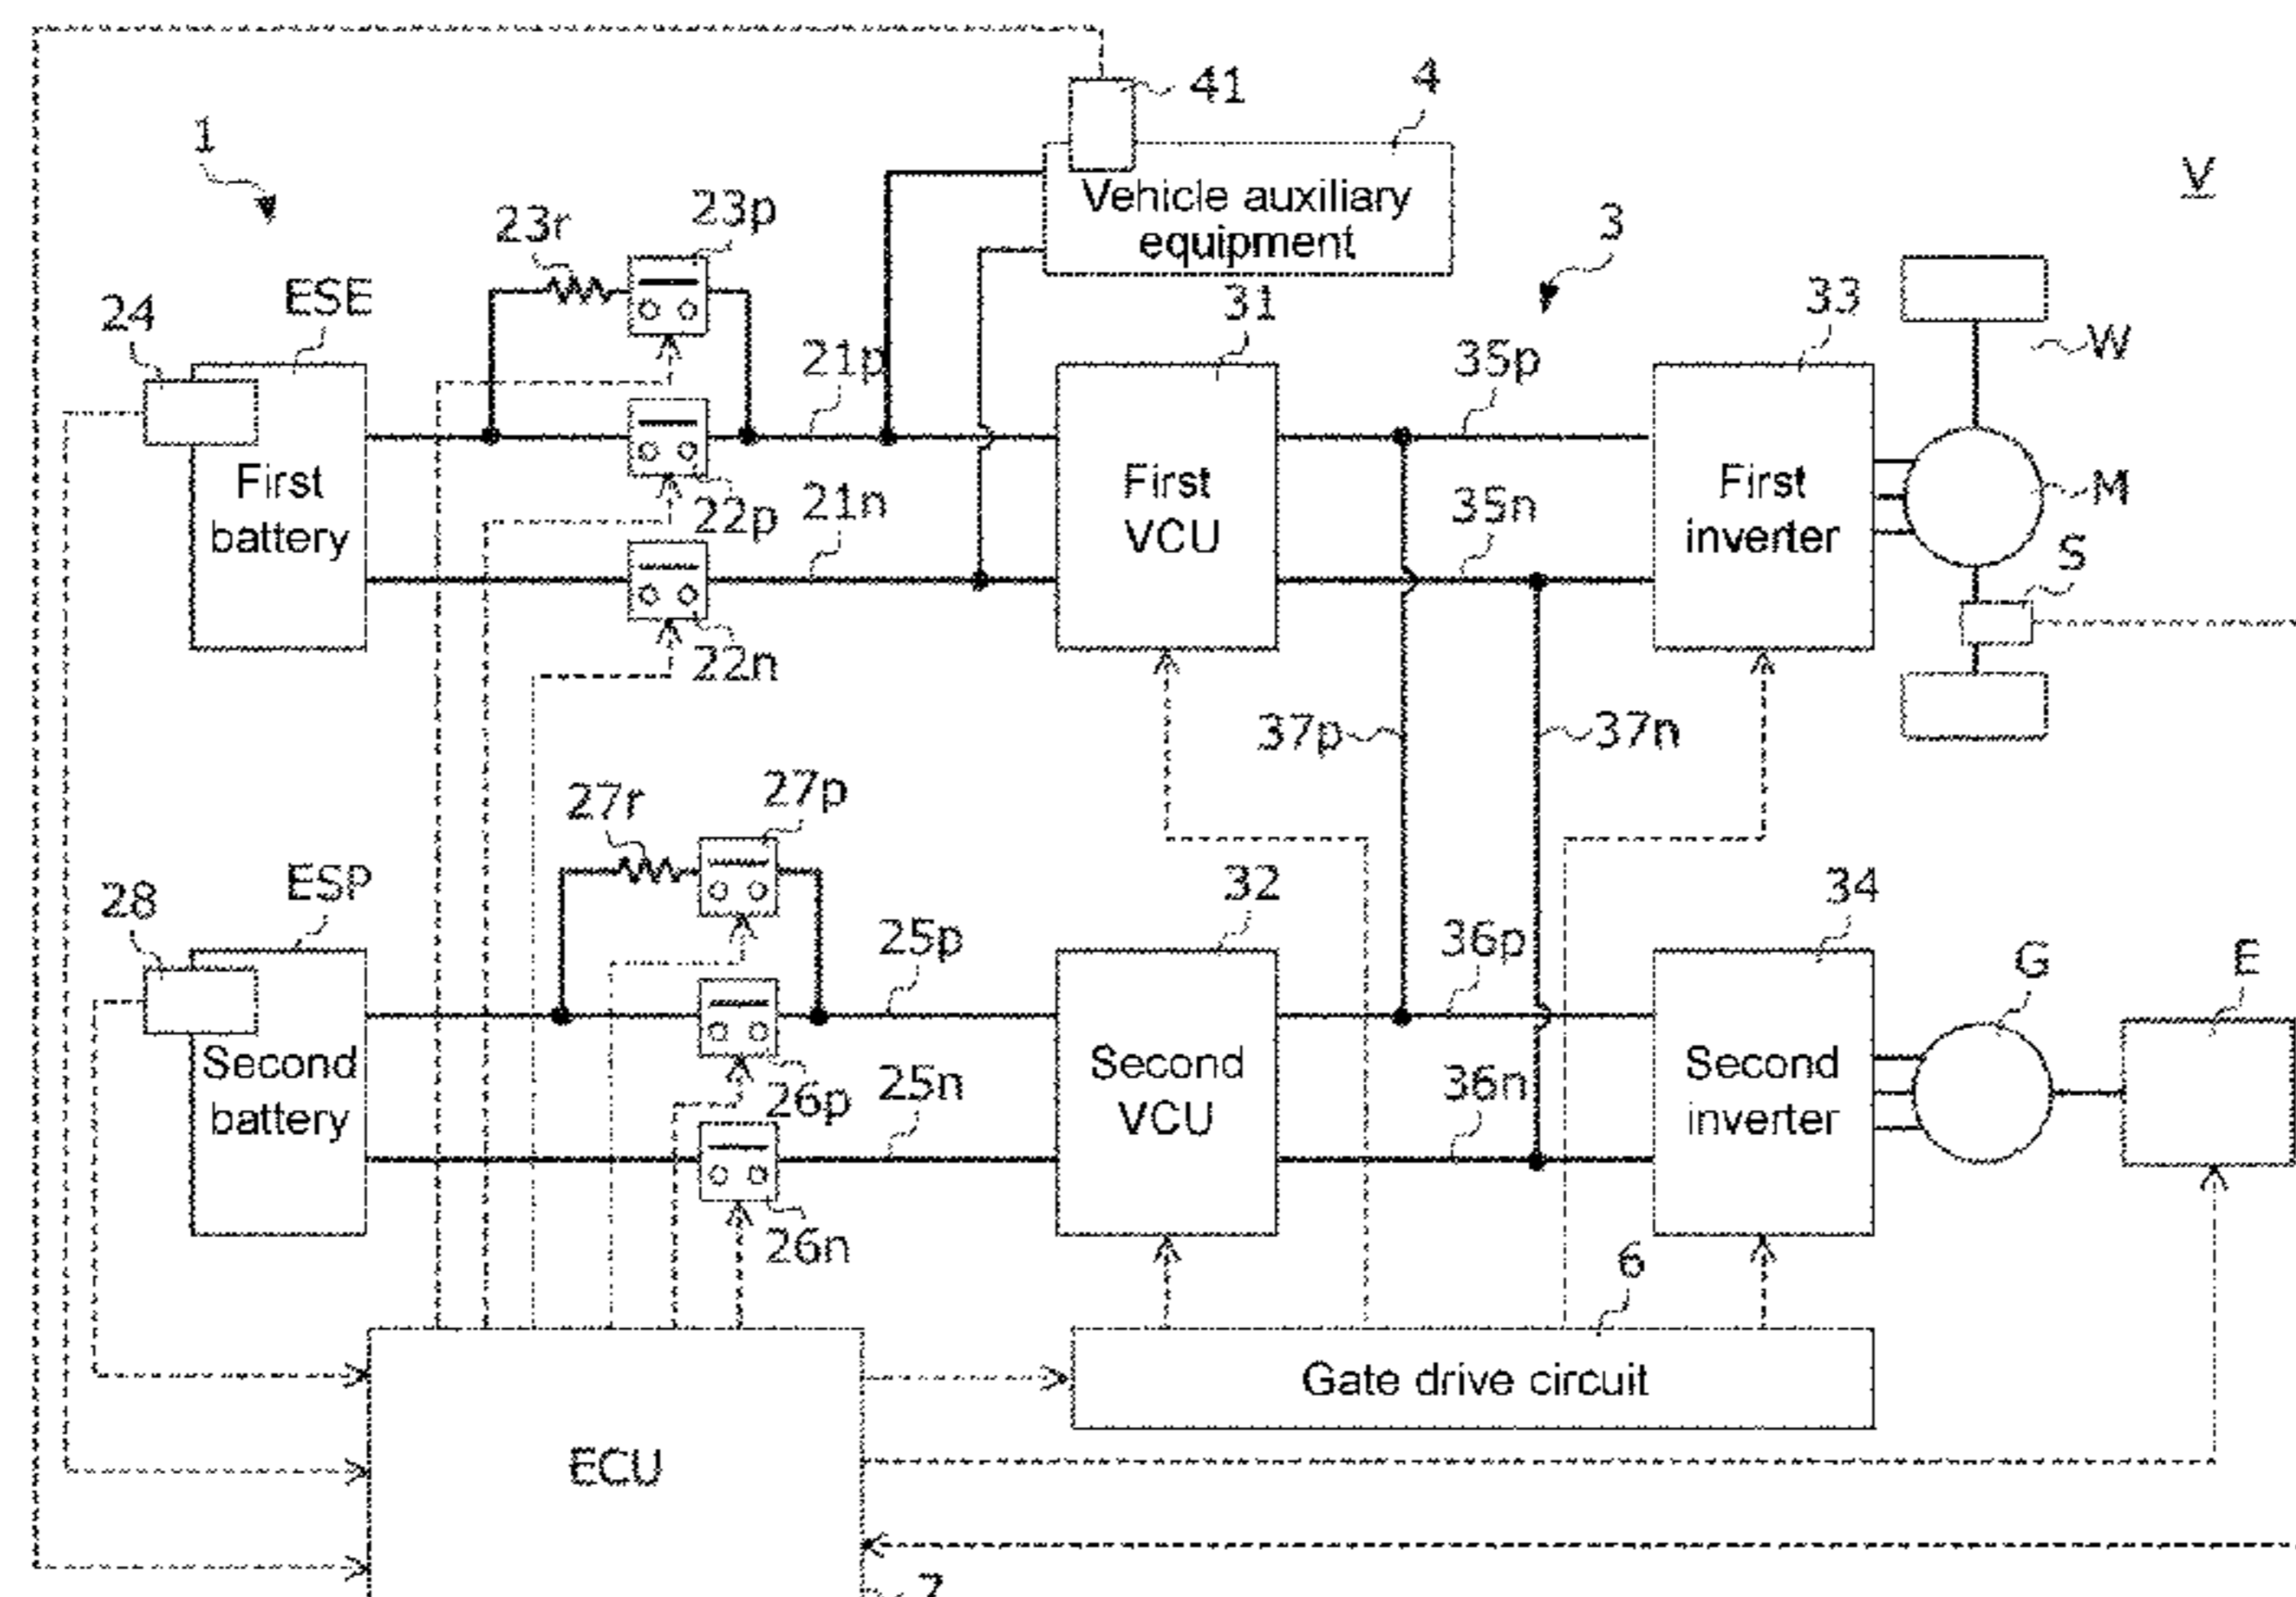 41
4
1
V
Vehicle auxiliary
equipment
23r
23p
3
24
ESE
31
33
W
21p
35p
First
battery
22p
21n
First
VCU
35n
First
inverter
M
S
22n
37p
37n
27r
27p
28
ESP
32
34
25p
36p
G
E
Second
battery
26p
25n
Second
VCU
36n
Second
inverter
26n
6
Gate drive circuit
ECU
7